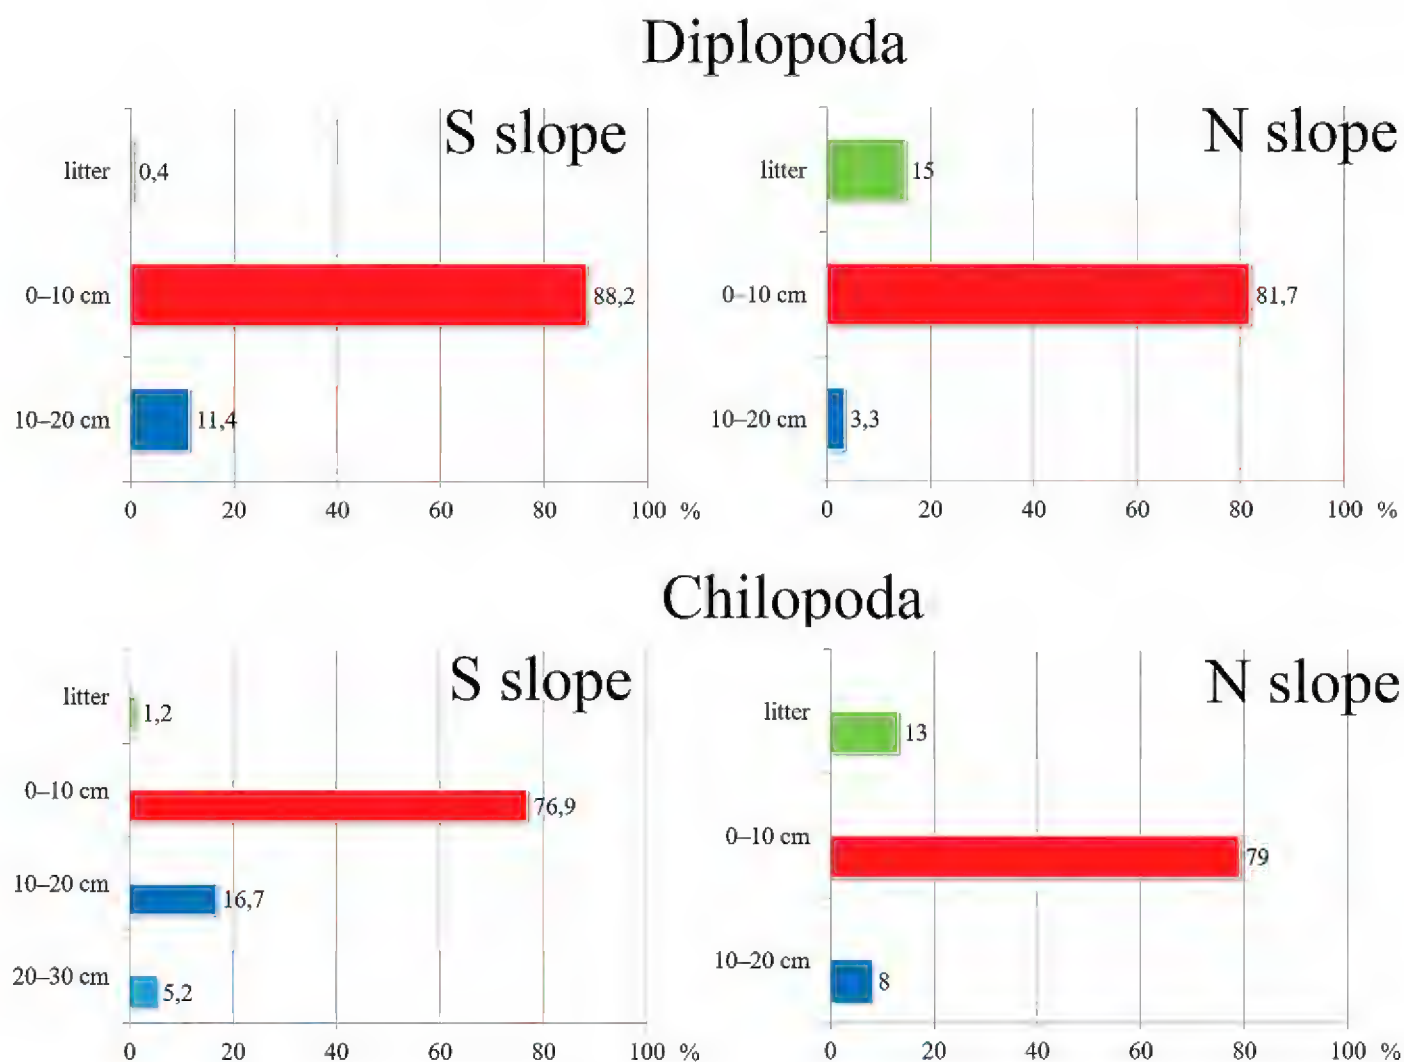 Diplopoda
S slope
litter
0,4
0–10 cm
88,2
10–20 cm
11,4
0 20 40 60 80 100 %
N slope
litter
15
0–10 cm
81,7
10–20 cm
3,3
0 20 40 60 80 100 %
Chilopoda
S slope
litter
1,2
0–10 cm
76,9
10–20 cm
16,7
20–30 cm
5,2
0 20 40 60 80 100 %
N slope
litter
13
0–10 cm
79
10–20 cm
8
0 20 40 60 80 100 %